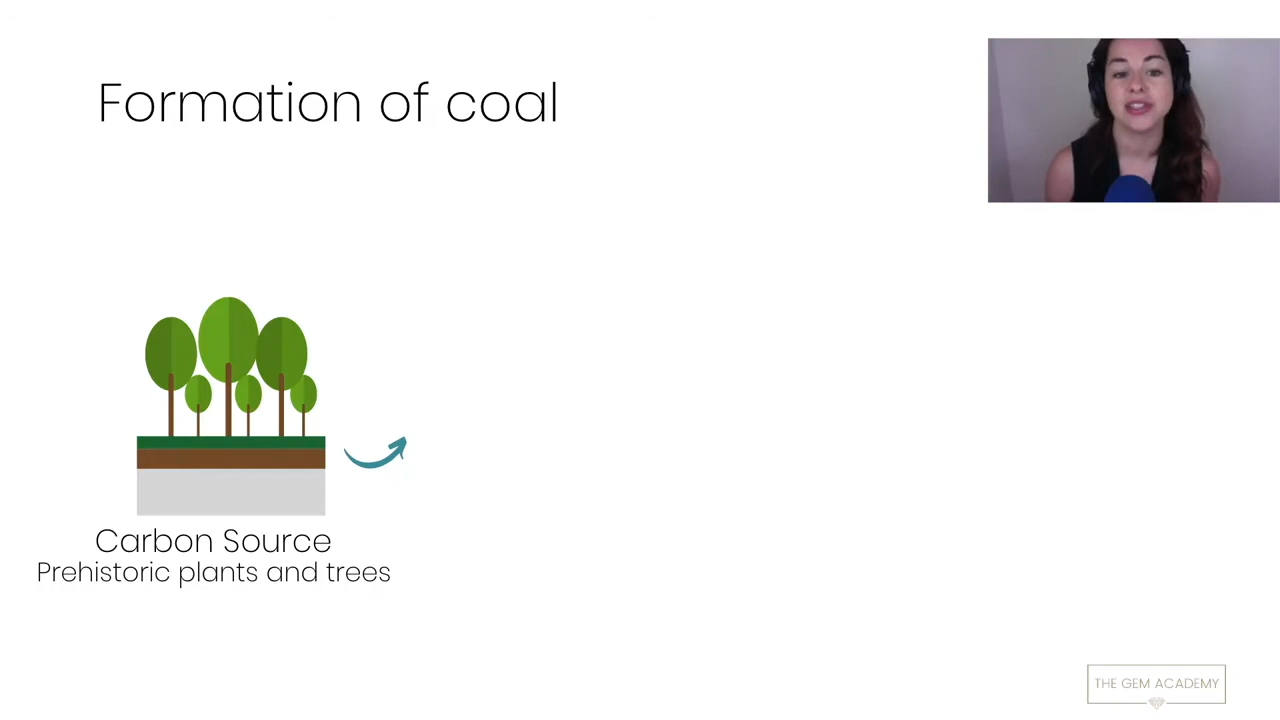 Formation of coal
Carbon Source
Prehistoric plants and trees
THE GEM ACADEMY